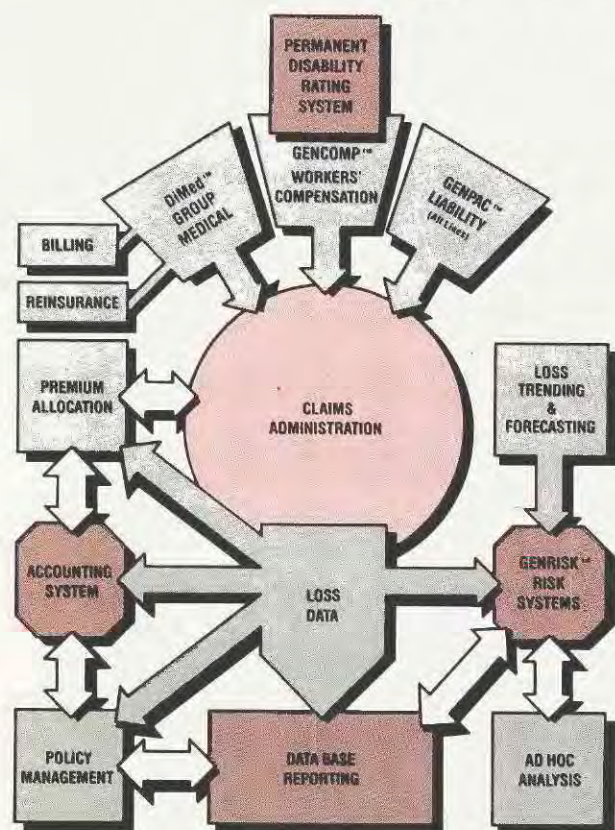 PERMANENT
DISABILITY
RATING
SYSTEM
GENCOMP™
WORKERS'
COMPENSATION
DiMed™
GROUP
MEDICAL
GENPAC™
LIABILITY
(All Lines)
BILLING
REINSURANCE
PREMIUM
ALLOCATION
CLAIMS
ADMINISTRATION
LOSS
TRENDING
&
FORECASTING
ACCOUNTING
SYSTEM
LOSS
DATA
GENRISK™
RISK
SYSTEMS
POLICY
MANAGEMENT
DATA BASE
REPORTING
AD HOC
ANALYSIS